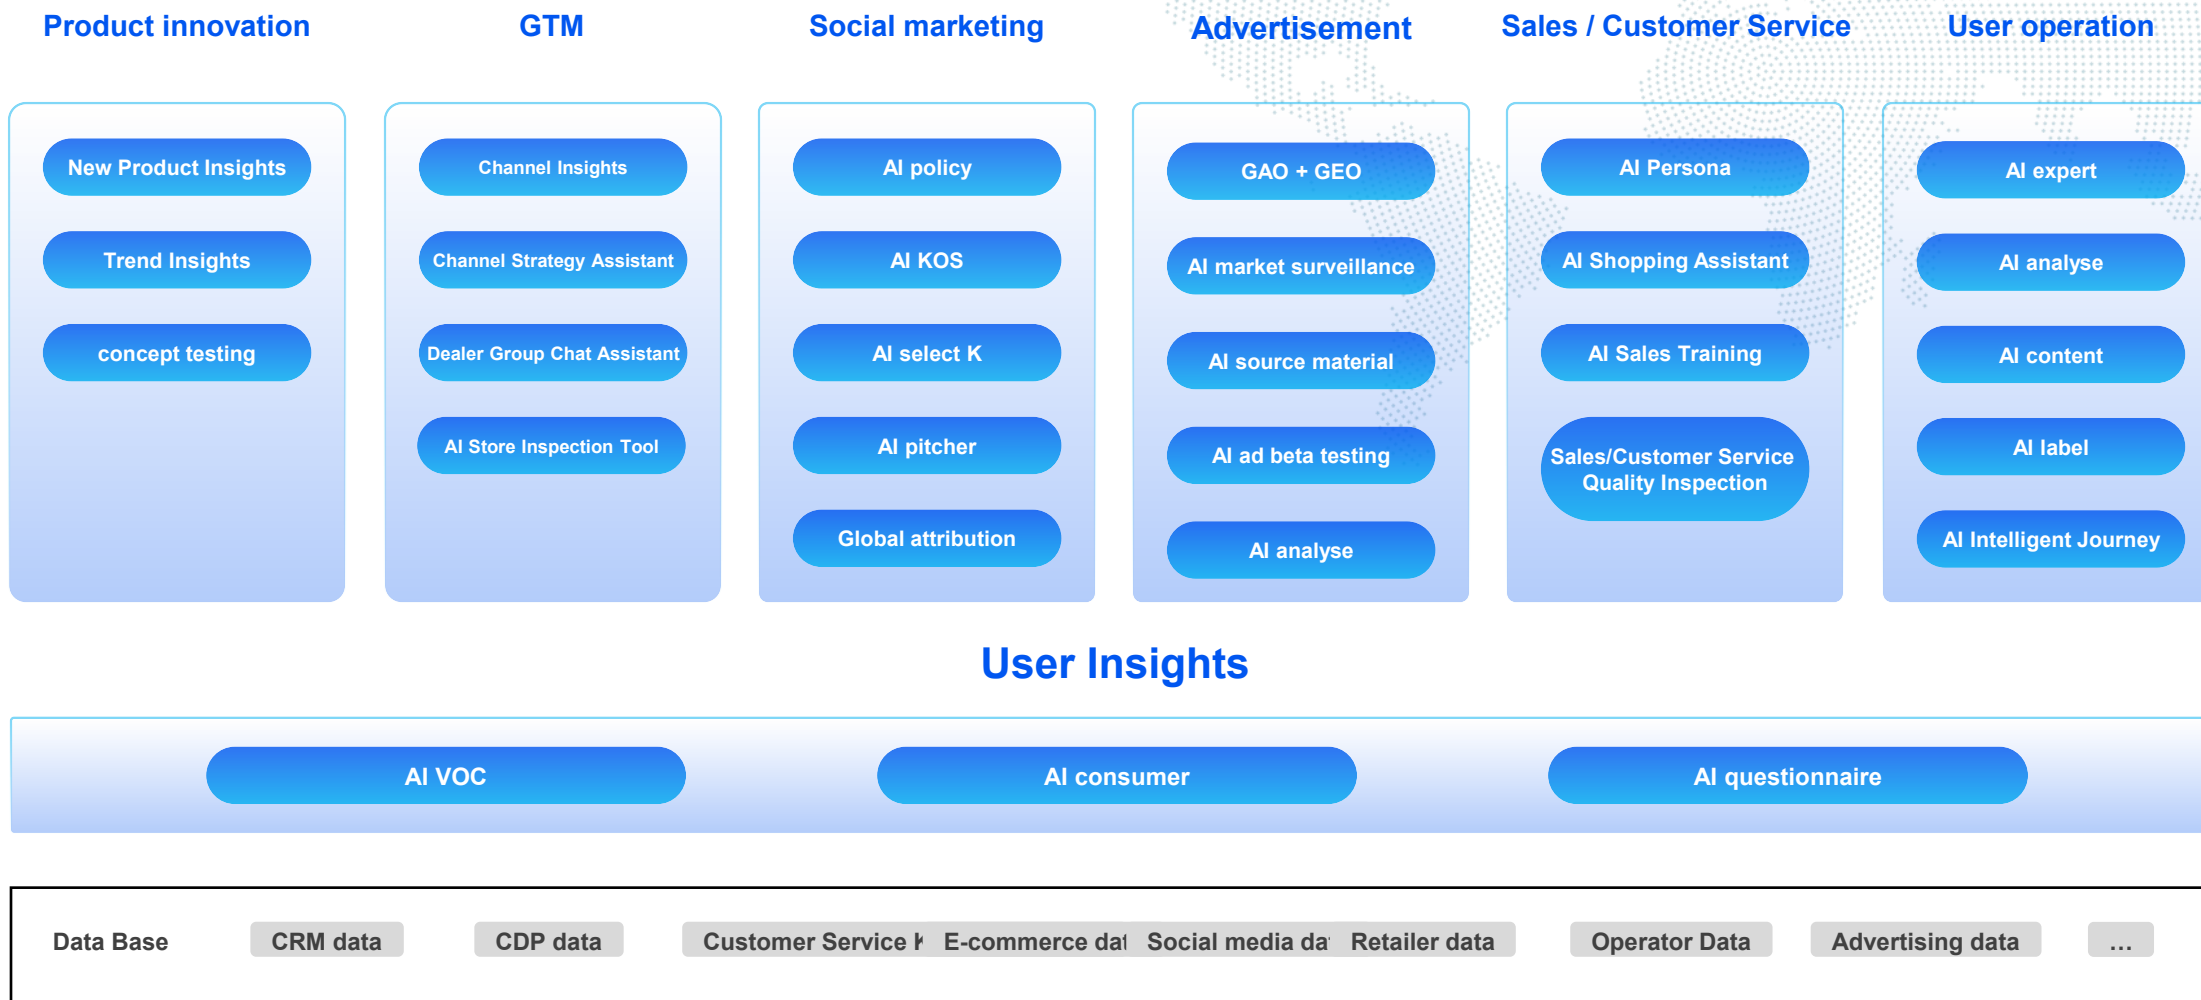 Product innovation
GTM
Social marketing
Advertisement
Sales / Customer Service
User operation
New Product Insights
Trend Insights
concept testing
Channel Insights
Channel Strategy Assistant
Dealer Group Chat Assistant
AI Store Inspection Tool
AI policy
AI KOS
AI select K
AI pitcher
Global attribution
GAO + GEO
AI market surveillance
AI source material
AI ad beta testing
AI analyse
AI Persona
AI Shopping Assistant
AI Sales Training
Sales/Customer Service
Quality Inspection
AI expert
AI analyse
AI content
AI label
AI Intelligent Journey
User Insights
AI VOC
AI consumer
AI questionnaire
Data Base
CRM data
CDP data
Customer Service
E-commerce
Social media
Retailer data
Operator Data
Advertising data
…